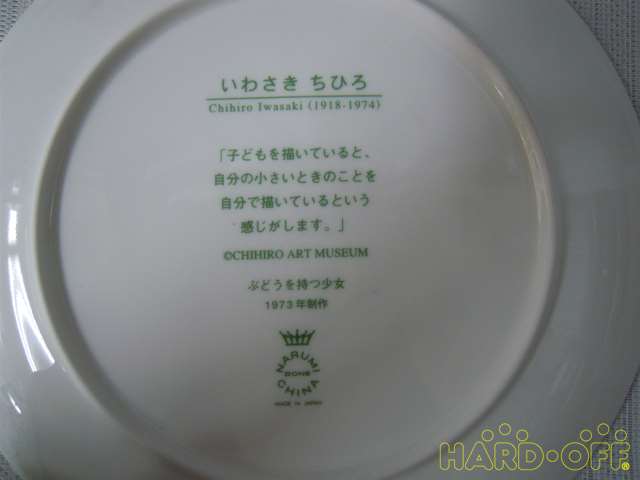 いわさき ちひろ
Chihiro Iwasaki (1918-1974)
「子どもを描いていると、
自分の小さいときのことを
自分で描いているという
感じがします。」
©CHIHIRO ART MUSEUM
ぶどうを持つ少女
1973年制作
NARUMI
BONE
CHINA
MADE IN JAPAN
HARD・OFF®